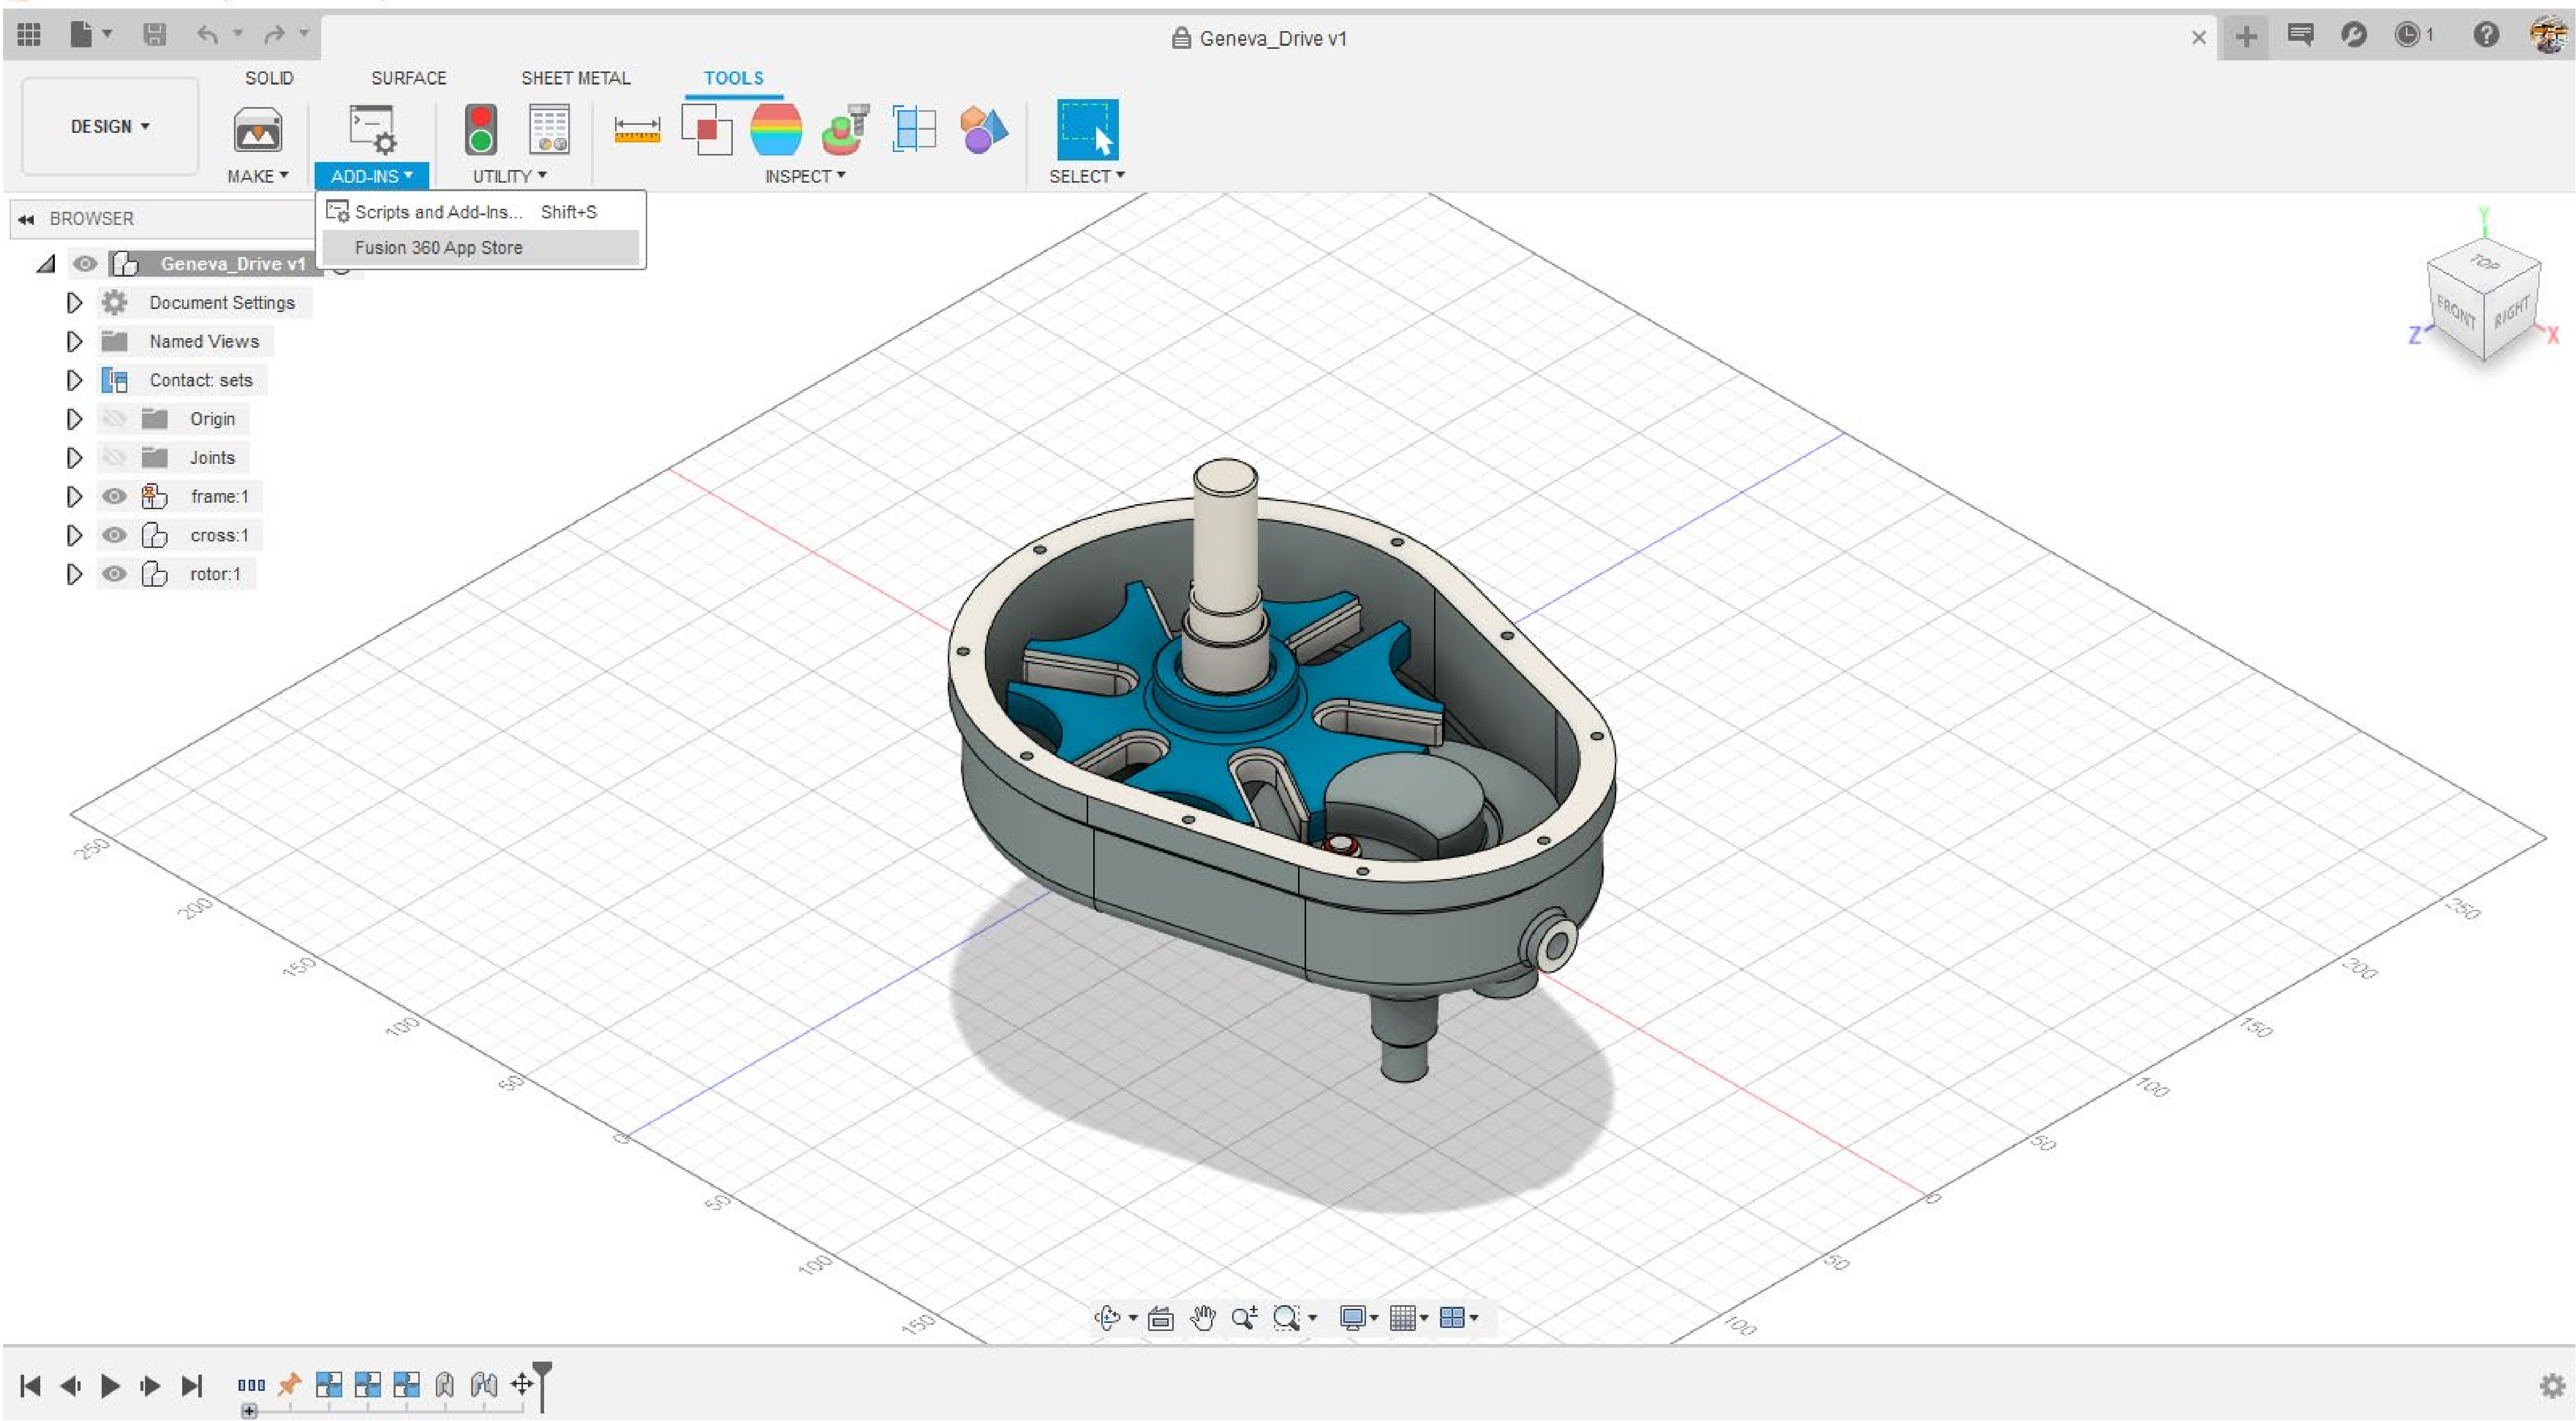 Geneva_Drive v1
1
SOLID
SURFACE
SHEET METAL
TOOLS
DESIGN
MAKE
ADD-INS
UTILITY
INSPECT
SELECT
Scripts and Add-Ins... Shift+S
Fusion 360 App Store
BROWSER
Geneva_Drive v1
Document Settings
Named Views
Contact: sets
Origin
Joints
frame:1
cross:1
rotor:1
Y
TOP
FRONT
RIGHT
Z
X
250
200
150
100
50
0
50
100
150
250
200
150
100
50
0
50
100